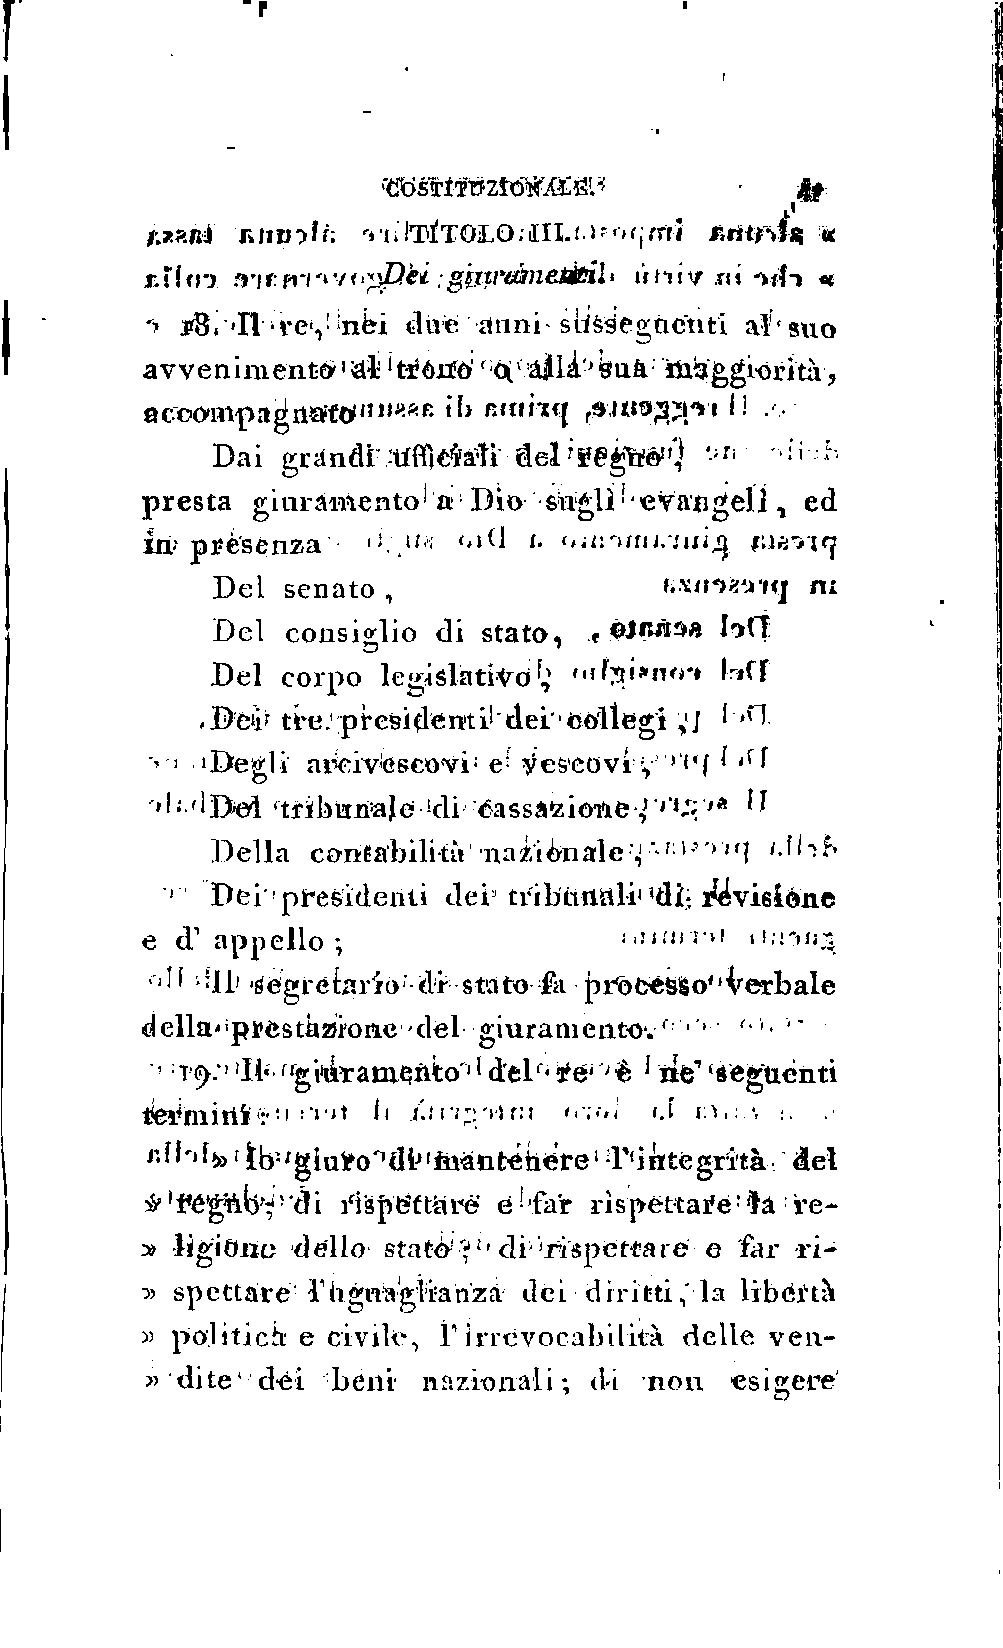 COSTITUZIONALE.
TITOLO III.
Dei giuramenti.
18. Il re, nei due anni susseguenti al suo
avvenimento al trono o alla sua maggiorità,
accompagnato
Dai grandi ufficiali del regno,
presta giuramento a Dio sugli evangelj, ed
in presenza
Del senato,
Del consiglio di stato,
Del corpo legislativo,
Dei tre presidenti dei collegi,
Degli arcivescovi e vescovi,
Del tribunale di cassazione,
Della contabilità nazionale,
Dei presidenti dei tribunali di revisione
e d' appello;
Il segretario di stato fa processo verbale
della prestazione del giuramento.
19. Il giuramento del re è ne' seguenti
termini:
» Io giuro di mantenere l'integrità del
» regno, di rispettare e far rispettare la re-
» ligione dello stato, di rispettare e far ri-
» spettare l'uguaglianza dei diritti, la libertà
» politica e civile, l'irrevocabilità delle ven-
» dite dei beni nazionali; di non esigere